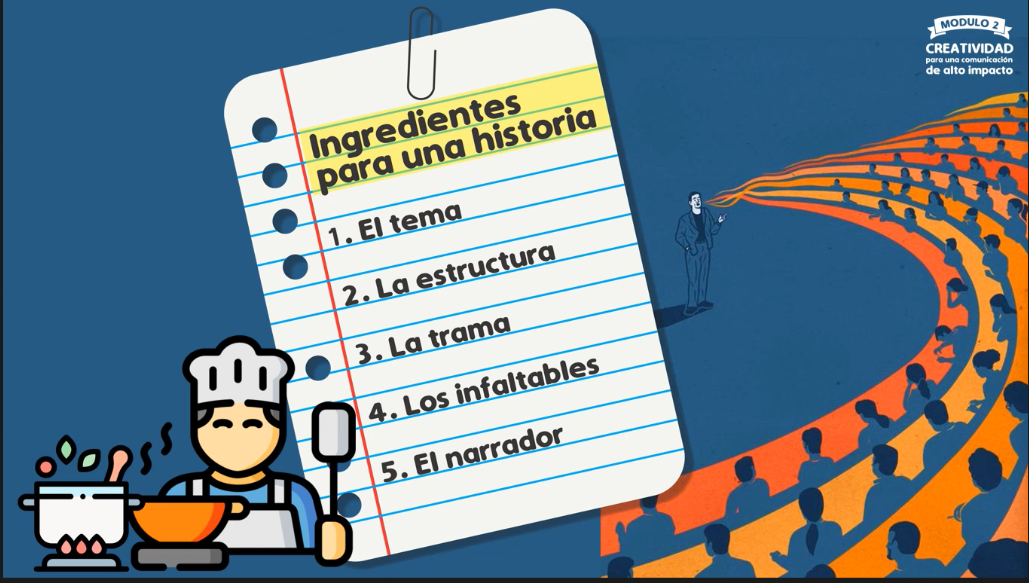 MODULO 2
CREATIVIDAD
para una comunicación
de alto impacto
Ingredientes
para una historia
1. El tema
2. La estructura
3. La trama
4. Los infaltables
5. El narrador